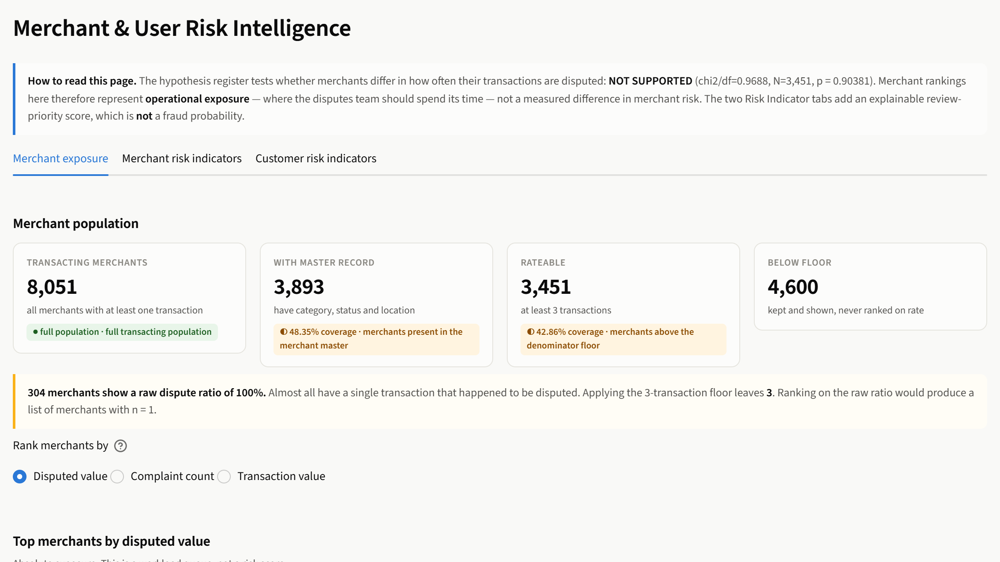 Merchant & User Risk Intelligence
How to read this page. The hypothesis register tests whether merchants differ in how often their transactions are disputed: NOT SUPPORTED (chi2/df=0.9688, N=3,451, p = 0.90381). Merchant rankings
here therefore represent operational exposure — where the disputes team should spend its time — not a measured difference in merchant risk. The two Risk Indicator tabs add an explainable review-
priority score, which is not a fraud probability.
Merchant exposure Merchant risk indicators Customer risk indicators
Merchant population
TRANSACTING MERCHANTS
8,051
all merchants with at least one transaction
● full population · full transacting population
WITH MASTER RECORD
3,893
have category, status and location
◐ 48.35% coverage · merchants present in the
merchant master
RATEABLE
3,451
at least 3 transactions
◐ 42.86% coverage · merchants above the
denominator floor
BELOW FLOOR
4,600
kept and shown, never ranked on rate
304 merchants show a raw dispute ratio of 100%. Almost all have a single transaction that happened to be disputed. Applying the 3-transaction floor leaves 3. Ranking on the raw ratio would produce a
list of merchants with n = 1.
Rank merchants by
Disputed value Complaint count Transaction value
Top merchants by disputed value